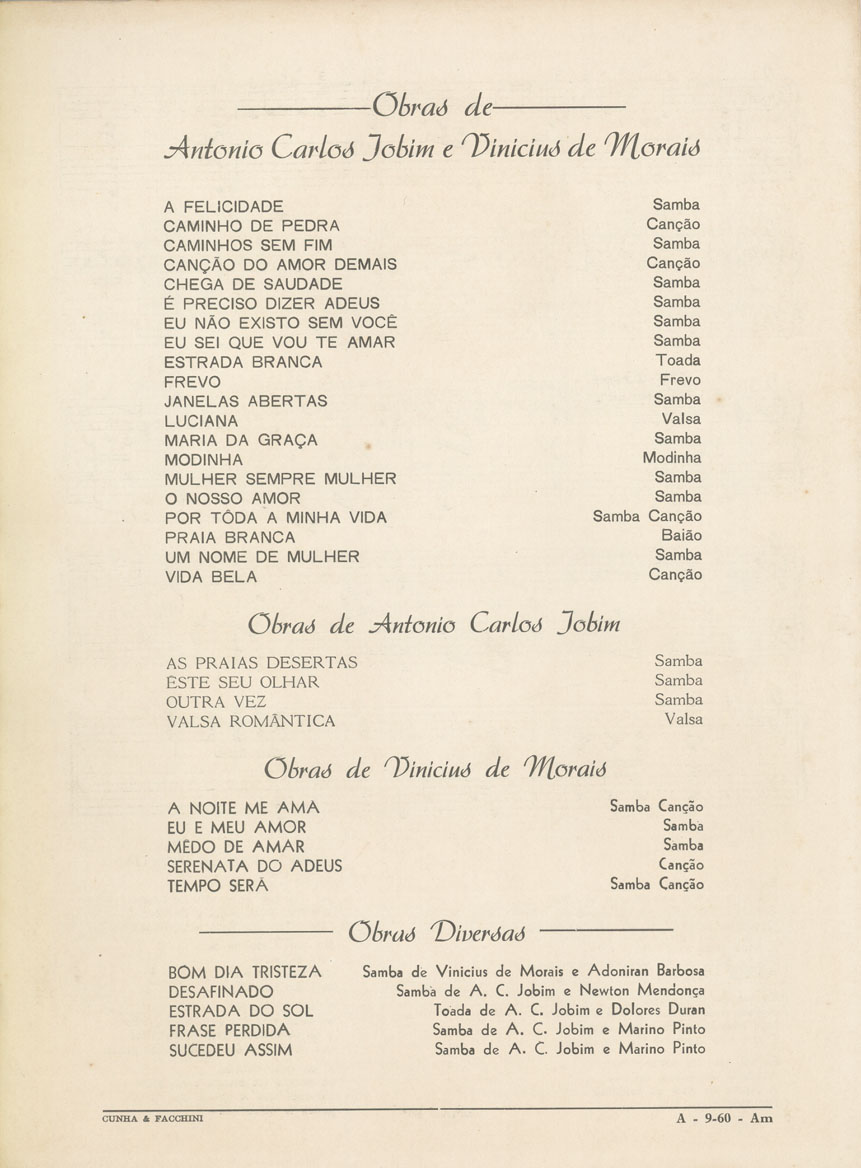 Obras de
Antonio Carlos Jobim e Vinicius de Morais
A FELICIDADE Samba
CAMINHO DE PEDRA Canção
CAMINHOS SEM FIM Samba
CANÇÃO DO AMOR DEMAIS Canção
CHEGA DE SAUDADE Samba
É PRECISO DIZER ADEUS Samba
EU NÃO EXISTO SEM VOCÊ Samba
EU SEI QUE VOU TE AMAR Samba
ESTRADA BRANCA Toada
FREVO Frevo
JANELAS ABERTAS Samba
LUCIANA Valsa
MARIA DA GRAÇA Samba
MODINHA Modinha
MULHER SEMPRE MULHER Samba
O NOSSO AMOR Samba
POR TÔDA A MINHA VIDA Samba Canção
PRAIA BRANCA Baião
UM NOME DE MULHER Samba
VIDA BELA Canção
Obras de Antonio Carlos Jobim
AS PRAIAS DESERTAS Samba
ÊSTE SEU OLHAR Samba
OUTRA VEZ Samba
VALSA ROMÂNTICA Valsa
Obras de Vinicius de Morais
A NOITE ME AMA Samba Canção
EU E MEU AMOR Samba
MÊDO DE AMAR Samba
SERENATA DO ADEUS Canção
TEMPO SERÁ Samba Canção
Obras Diversas
BOM DIA TRISTEZA Samba de Vinicius de Morais e Adoniran Barbosa
DESAFINADO Samba de A. C. Jobim e Newton Mendonça
ESTRADA DO SOL Toada de A. C. Jobim e Dolores Duran
FRASE PERDIDA Samba de A. C. Jobim e Marino Pinto
SUCEDEU ASSIM Samba de A. C. Jobim e Marino Pinto
CUNHA & FACCHINI A - 9-60 - Am